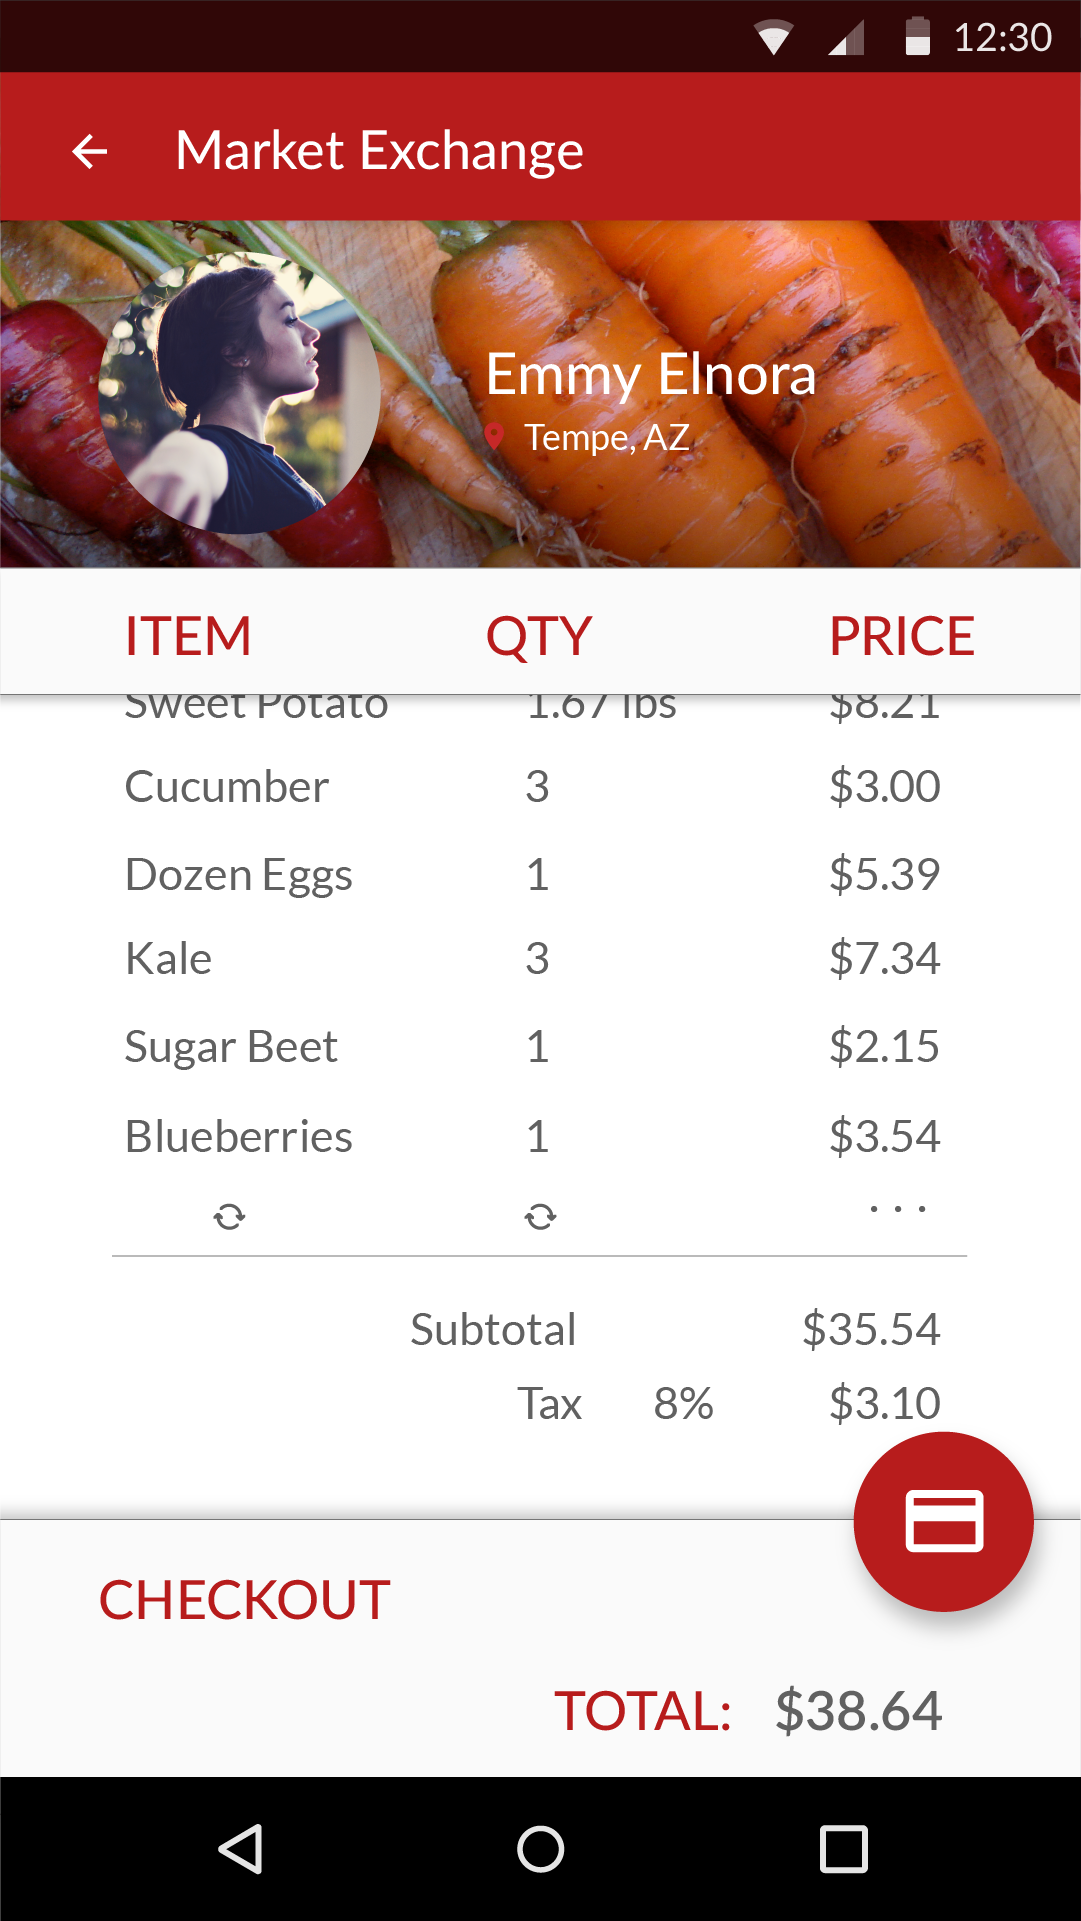 12:30
Market Exchange
Emmy Elnora
Tempe, AZ
ITEM QTY PRICE
Sweet Potato 1.67 lbs $8.21
Cucumber 3 $3.00
Dozen Eggs 1 $5.39
Kale 3 $7.34
Sugar Beet 1 $2.15
Blueberries 1 $3.54
. . .
Subtotal $35.54
Tax 8% $3.10
CHECKOUT
TOTAL: $38.64